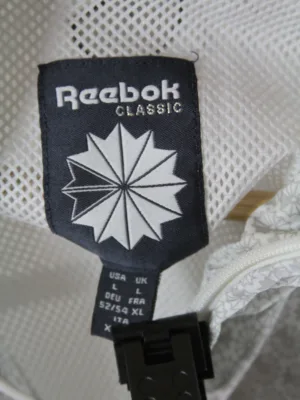 Reebok
CLASSIC
USA UK
L L
DEU FRA
52/54 XL
ITA
X